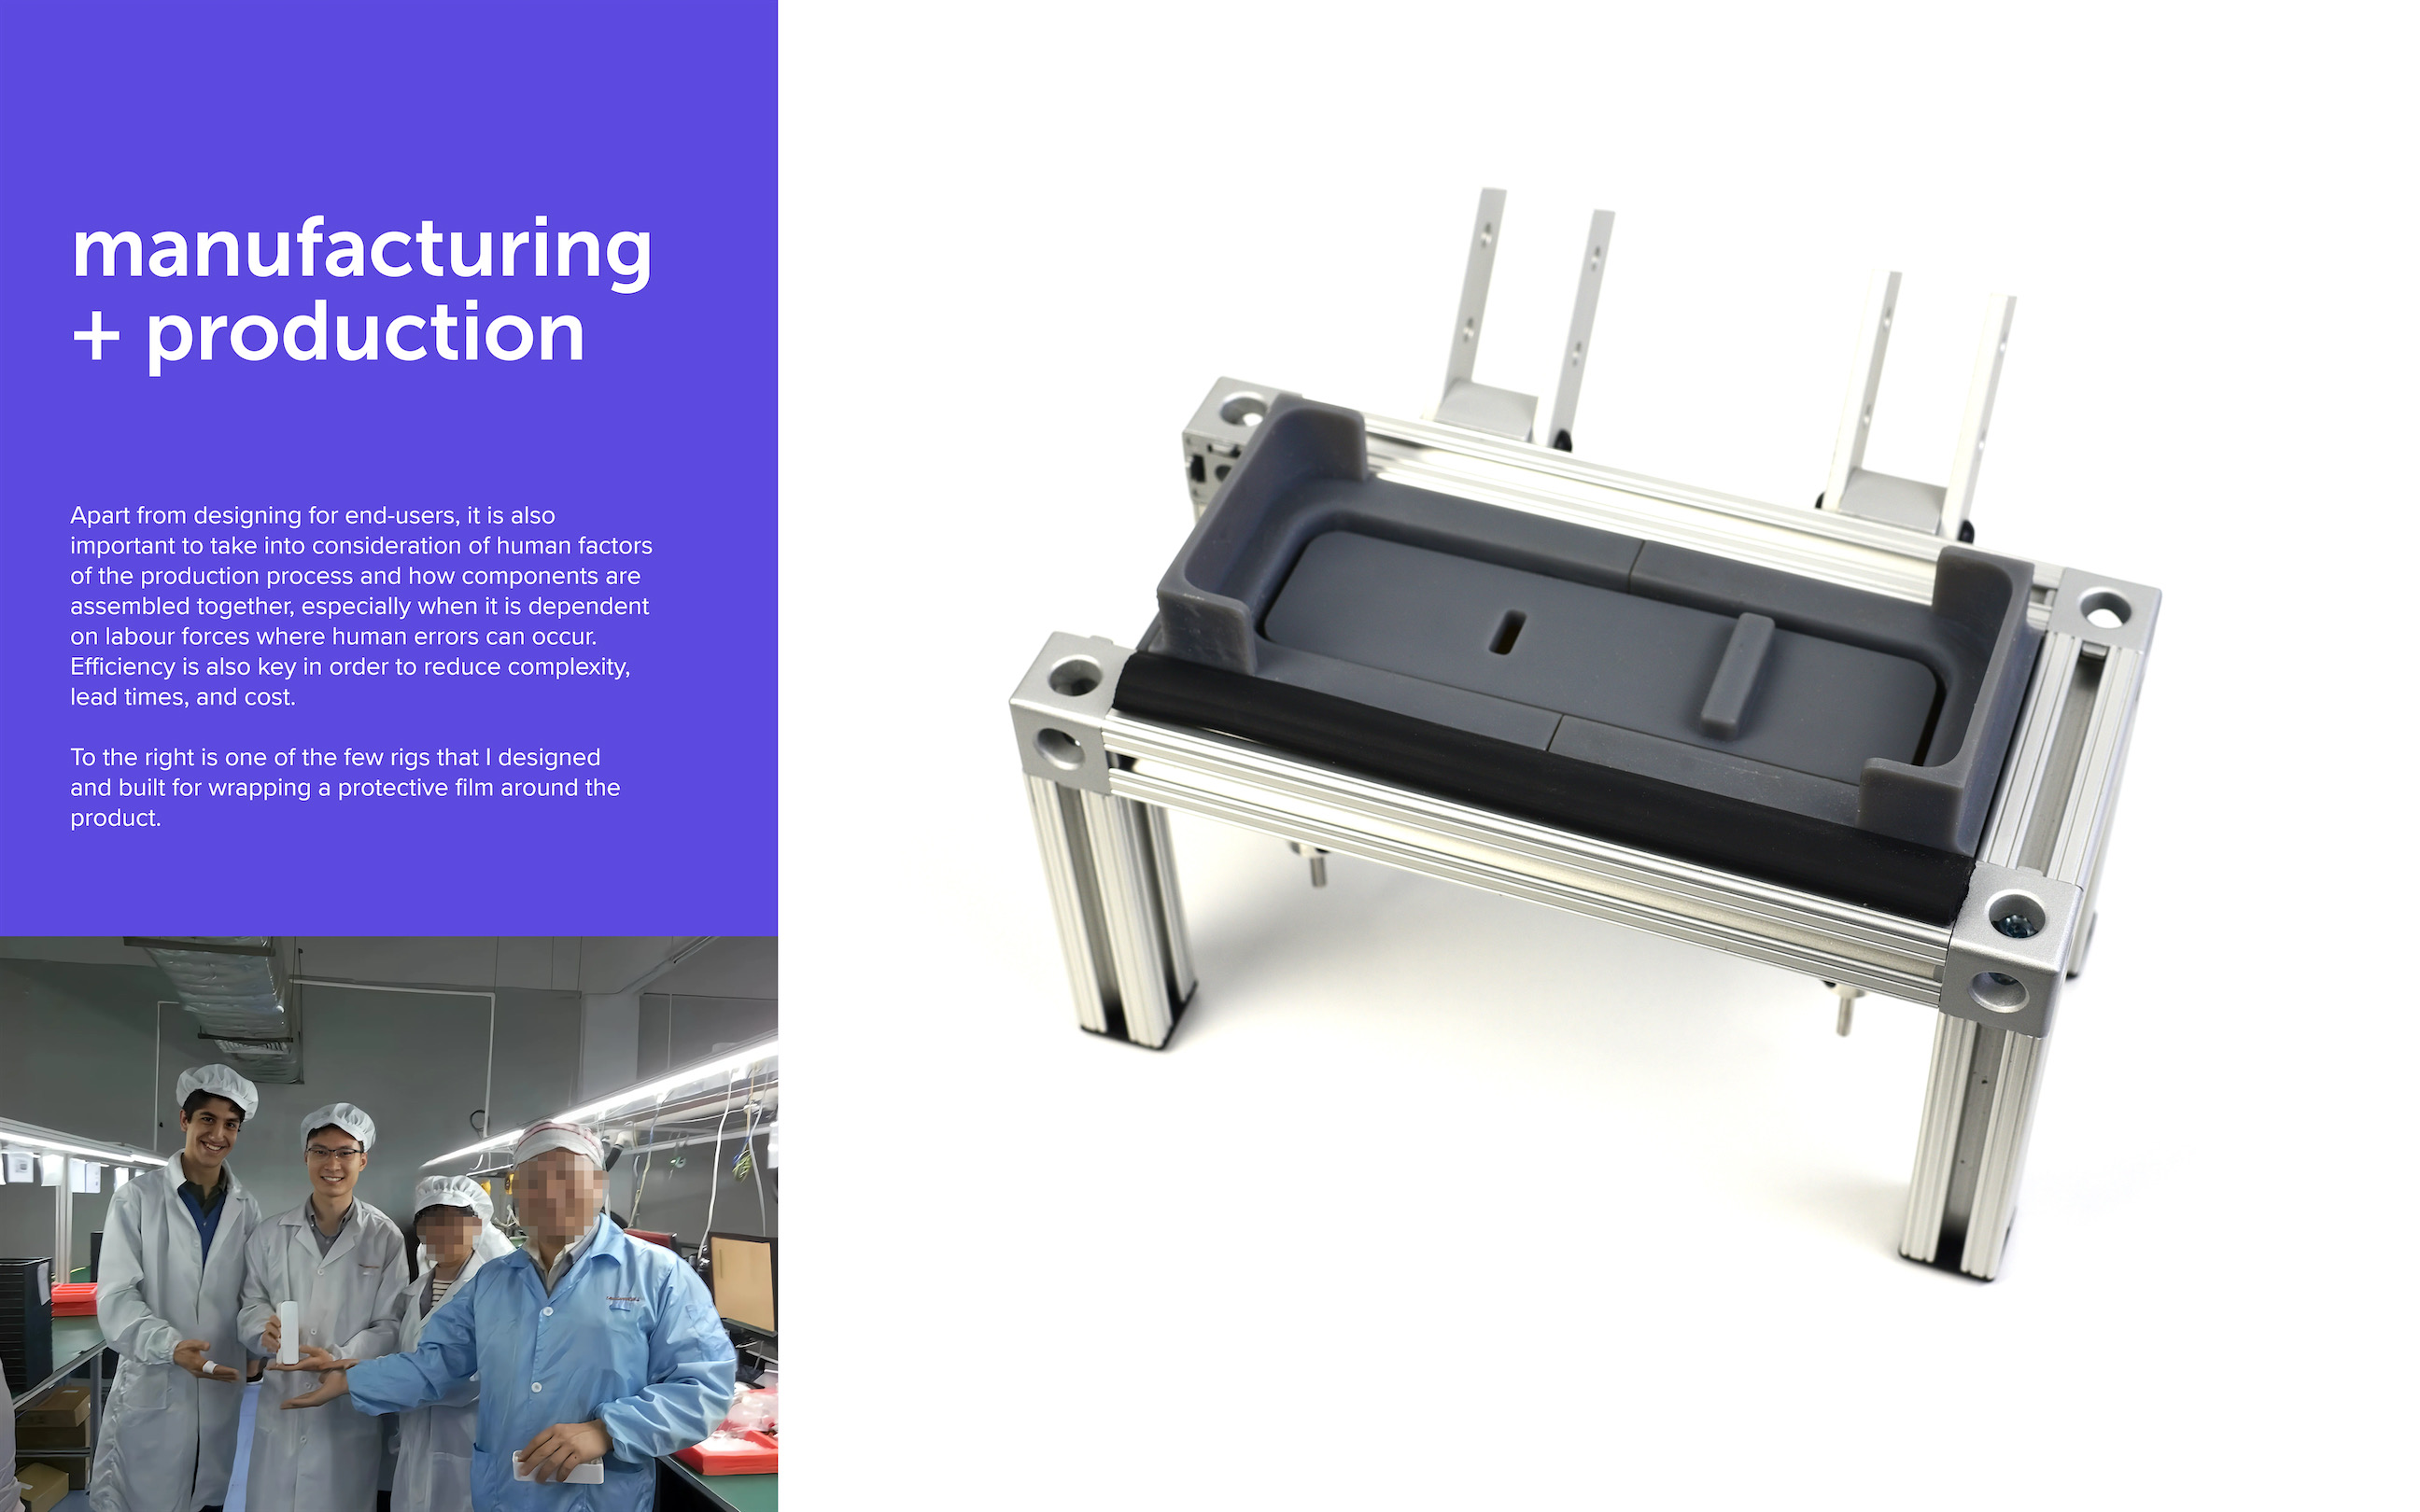 manufacturing
+ production
Apart from designing for end-users, it is also
important to take into consideration of human factors
of the production process and how components are
assembled together, especially when it is dependent
on labour forces where human errors can occur.
Efficiency is also key in order to reduce complexity,
lead times, and cost.
To the right is one of the few rigs that I designed
and built for wrapping a protective film around the
product.